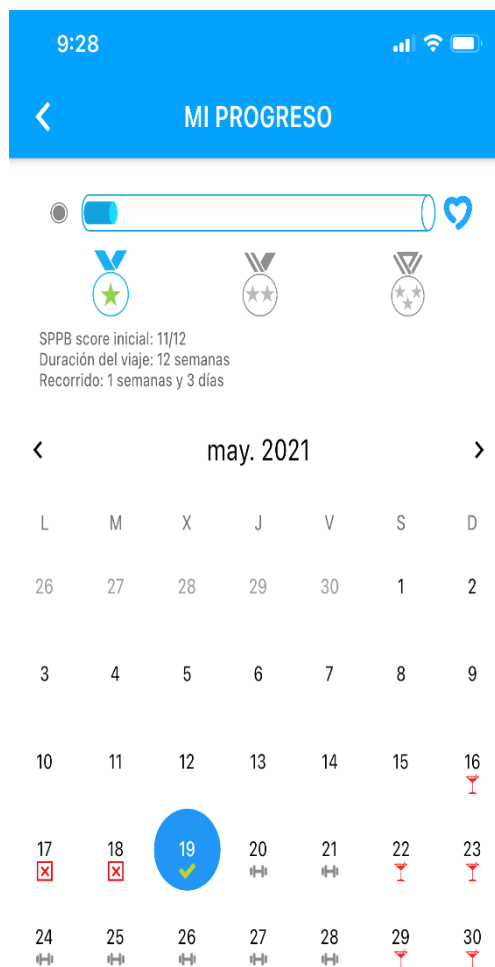 9:28
MI PROGRESO
SPPB score inicial: 11/12
Duración del viaje: 12 semanas
Recorrido: 1 semanas y 3 días
may. 2021
L M X J V S D
26 27 28 29 30 1 2
3 4 5 6 7 8 9
10 11 12 13 14 15 16
17 18 19 20 21 22 23
24 25 26 27 28 29 30